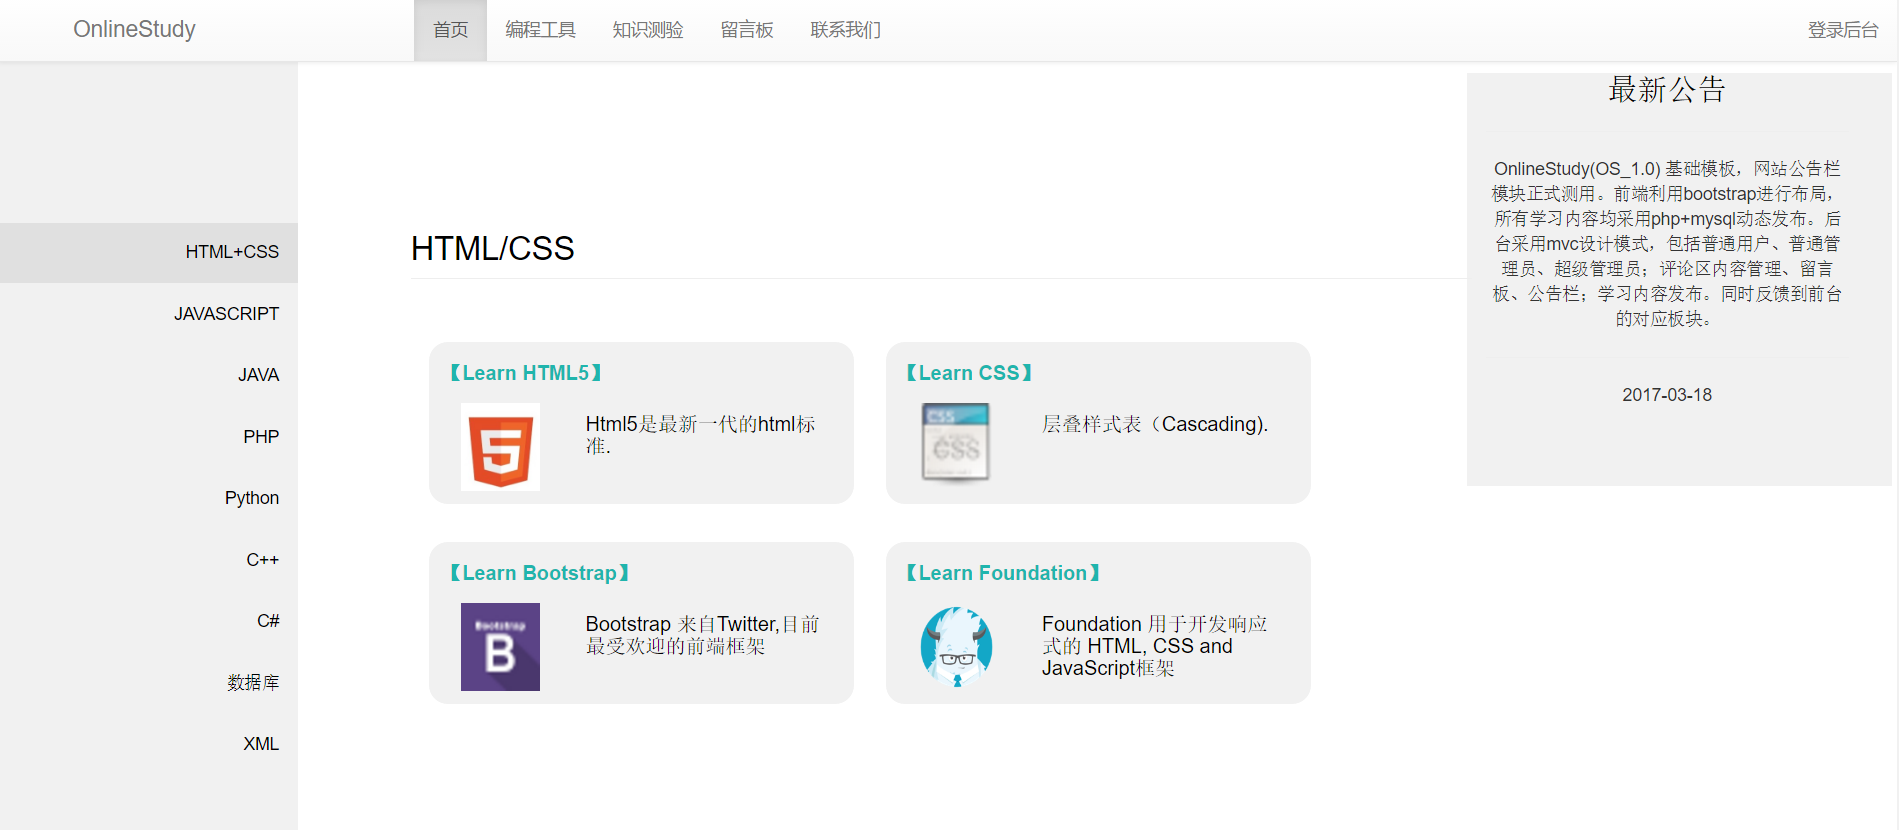 OnlineStudy
首页
编程工具
知识测验
留言板
联系我们
登录后台
HTML+CSS
JAVASCRIPT
JAVA
PHP
Python
C++
C#
数据库
XML
HTML/CSS
【Learn HTML5】
Html5是最新一代的html标
准.
【Learn CSS】
CSS
CSS
层叠样式表（Cascading).
【Learn Bootstrap】
Bootstrap
B
Bootstrap 来自Twitter,目前
最受欢迎的前端框架
【Learn Foundation】
Foundation 用于开发响应
式的 HTML, CSS and
JavaScript框架
最新公告
OnlineStudy(OS_1.0) 基础模板，网站公告栏
模块正式测用。前端利用bootstrap进行布局，
所有学习内容均采用php+mysql动态发布。后
台采用mvc设计模式，包括普通用户、普通管
理员、超级管理员；评论区内容管理、留言
板、公告栏；学习内容发布。同时反馈到前台
的对应板块。
2017-03-18